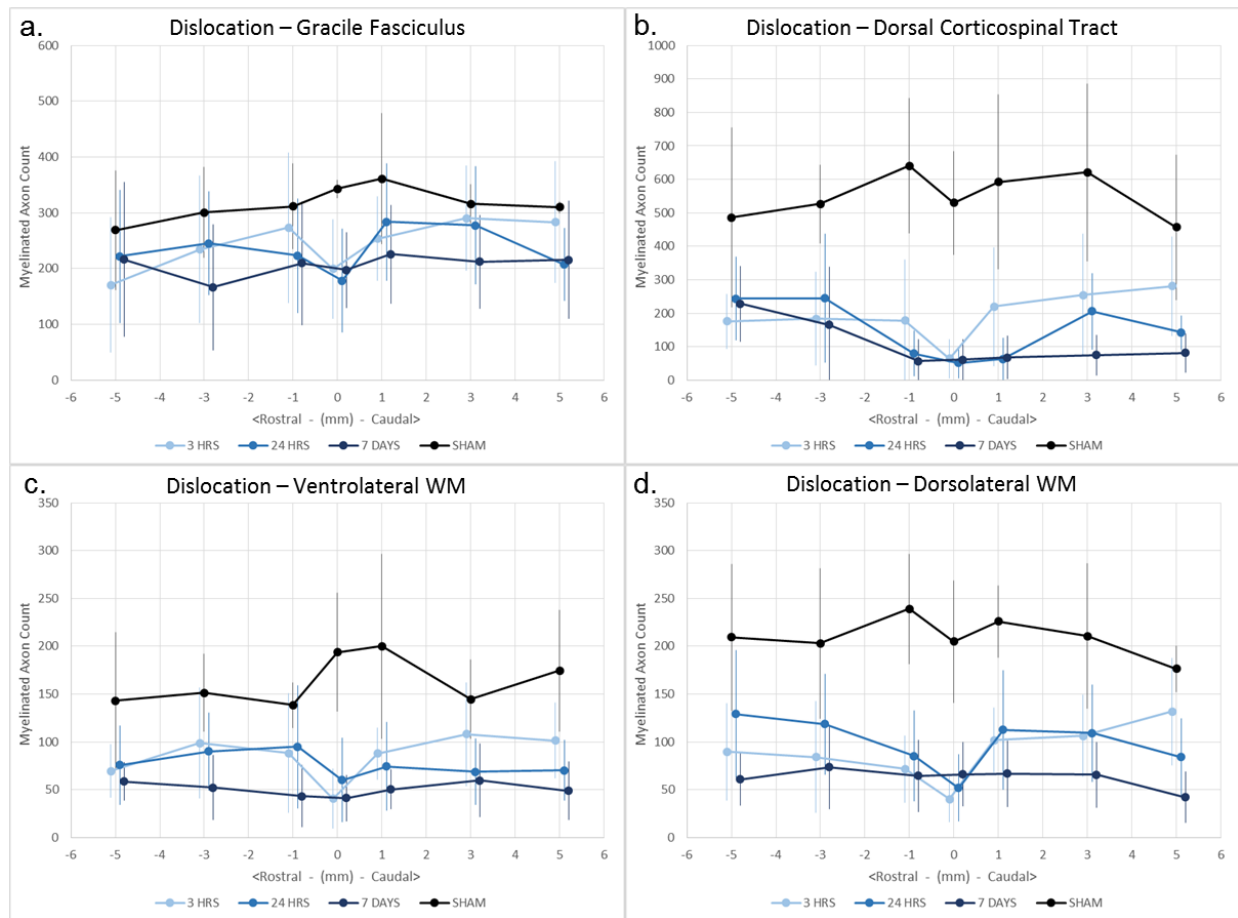 a.
Dislocation – Gracile Fasciculus
Myelinated Axon Count
600
500
400
300
200
100
0
-6 -5 -4 -3 -2 -1 0 1 2 3 4 5 6
<Rostral - (mm) - Caudal>
3 HRS 24 HRS 7 DAYS SHAM
b.
Dislocation – Dorsal Corticospinal Tract
Myelinated Axon Count
1000
900
800
700
600
500
400
300
200
100
0
-6 -5 -4 -3 -2 -1 0 1 2 3 4 5 6
<Rostral - (mm) - Caudal>
3 HRS 24 HRS 7 DAYS SHAM
c.
Dislocation – Ventrolateral WM
Myelinated Axon Count
350
300
250
200
150
100
50
0
-6 -5 -4 -3 -2 -1 0 1 2 3 4 5 6
<Rostral - (mm) - Caudal>
3 HRS 24 HRS 7 DAYS SHAM
d.
Dislocation – Dorsolateral WM
Myelinated Axon Count
350
300
250
200
150
100
50
0
-6 -5 -4 -3 -2 -1 0 1 2 3 4 5 6
<Rostral - (mm) - Caudal>
3 HRS 24 HRS 7 DAYS SHAM